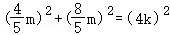 (4/5 m)² + (8/5 m)² = (4k)²